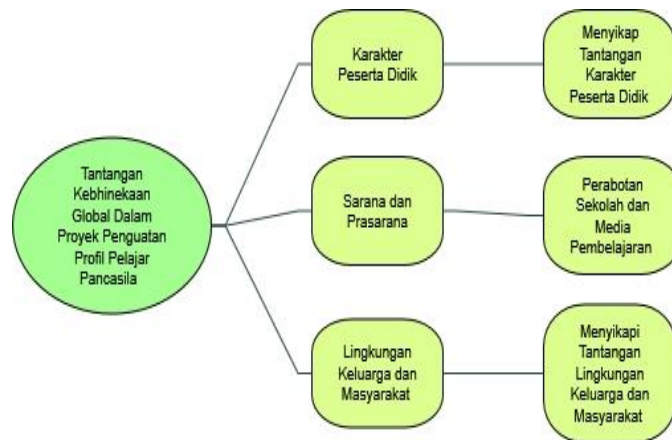 Tantangan
Kebhinekaan
Global Dalam
Proyek Penguatan
Profil Pelajar
Pancasila
Karakter
Peserta Didik
Menyikap
Tantangan
Karakter
Peserta Didik
Sarana dan
Prasarana
Perabotan
Sekolah dan
Media
Pembelajaran
Lingkungan
Keluarga dan
Masyarakat
Menyikapi
Tantangan
Lingkungan
Keluarga dan
Masyarakat